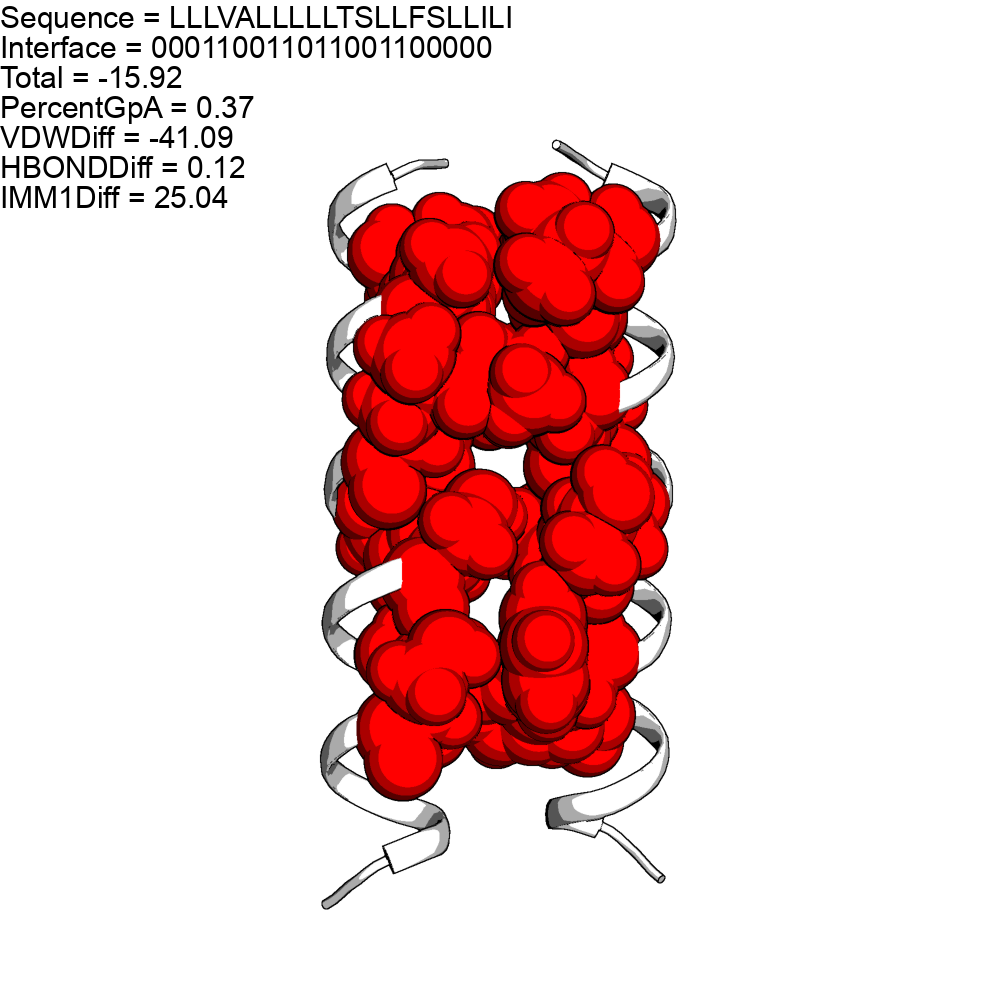 Sequence = LLLVALLLLLTSLLFSLLILI
Interface = 000110011011001100000
Total = -15.92
PercentGpA = 0.37
VDWDiff = -41.09
HBONDDiff = 0.12
IMM1Diff = 25.04